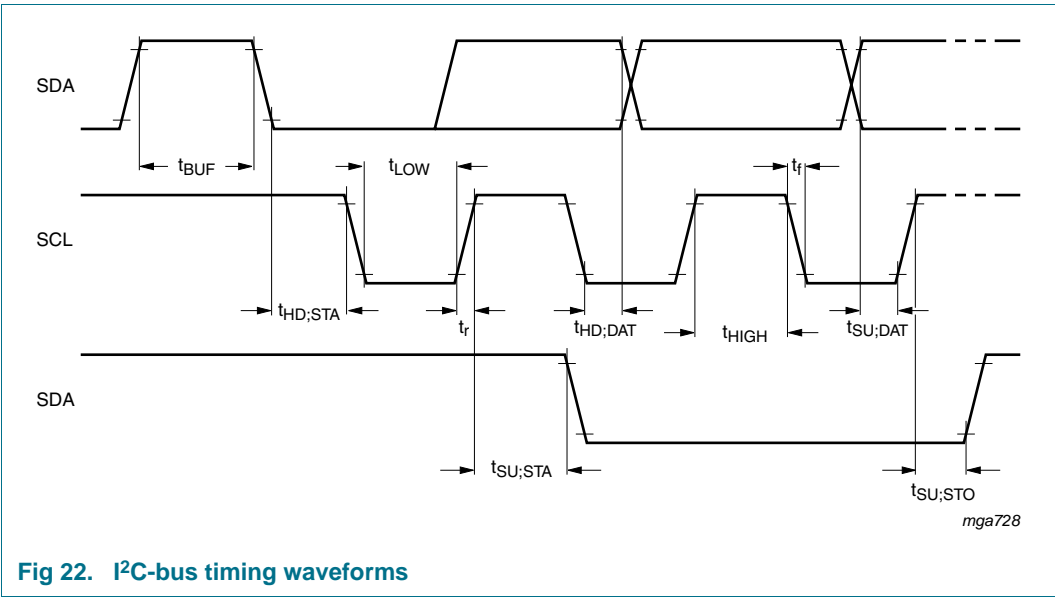 SDA
tBUF
tLOW
tf
SCL
tHD;STA
tr
tHD;DAT
tHIGH
tSU;DAT
SDA
tSU;STA
tSU;STO
mga728
Fig 22. I²C-bus timing waveforms